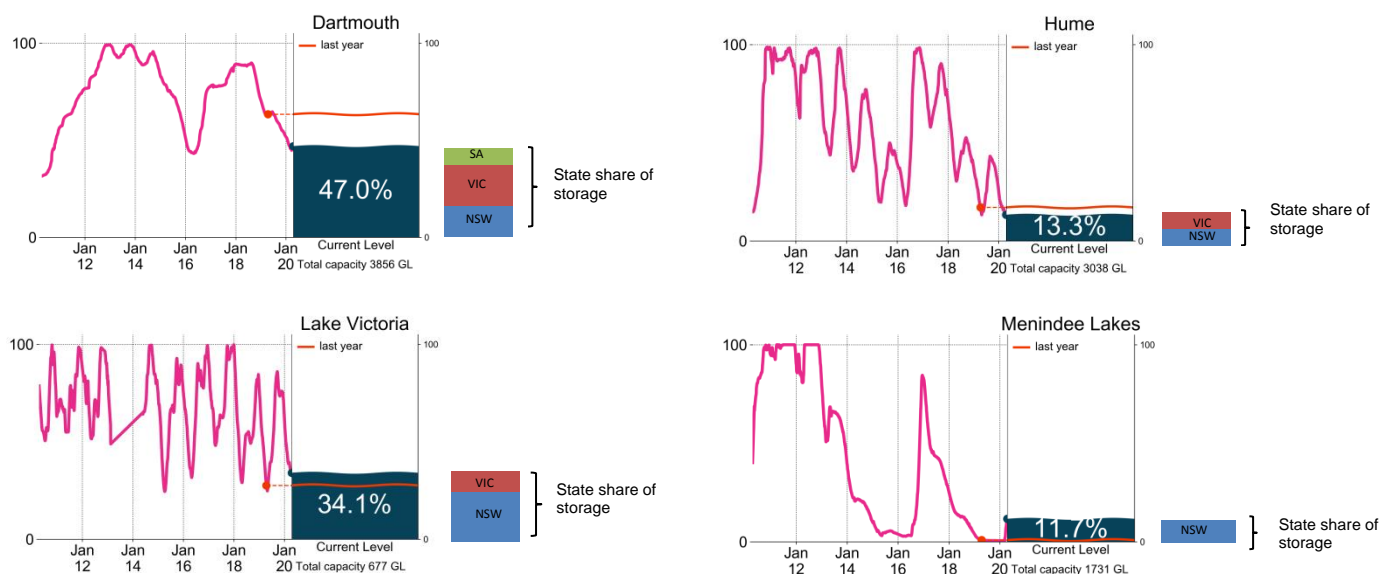 Dartmouth
100
100
last year
47.0%
0
0
Jan 12
Jan 14
Jan 16
Jan 18
Jan 20
Current Level
Total capacity 3856 GL
SA
VIC
NSW
State share of
storage
Hume
100
100
last year
13.3%
0
0
Jan 12
Jan 14
Jan 16
Jan 18
Jan 20
Current Level
Total capacity 3038 GL
VIC
NSW
State share of
storage
Lake Victoria
100
100
last year
34.1%
0
0
Jan 12
Jan 14
Jan 16
Jan 18
Jan 20
Current Level
Total capacity 677 GL
VIC
NSW
State share of
storage
Menindee Lakes
100
100
last year
11.7%
0
0
Jan 12
Jan 14
Jan 16
Jan 18
Jan 20
Current Level
Total capacity 1731 GL
NSW
State share of
storage